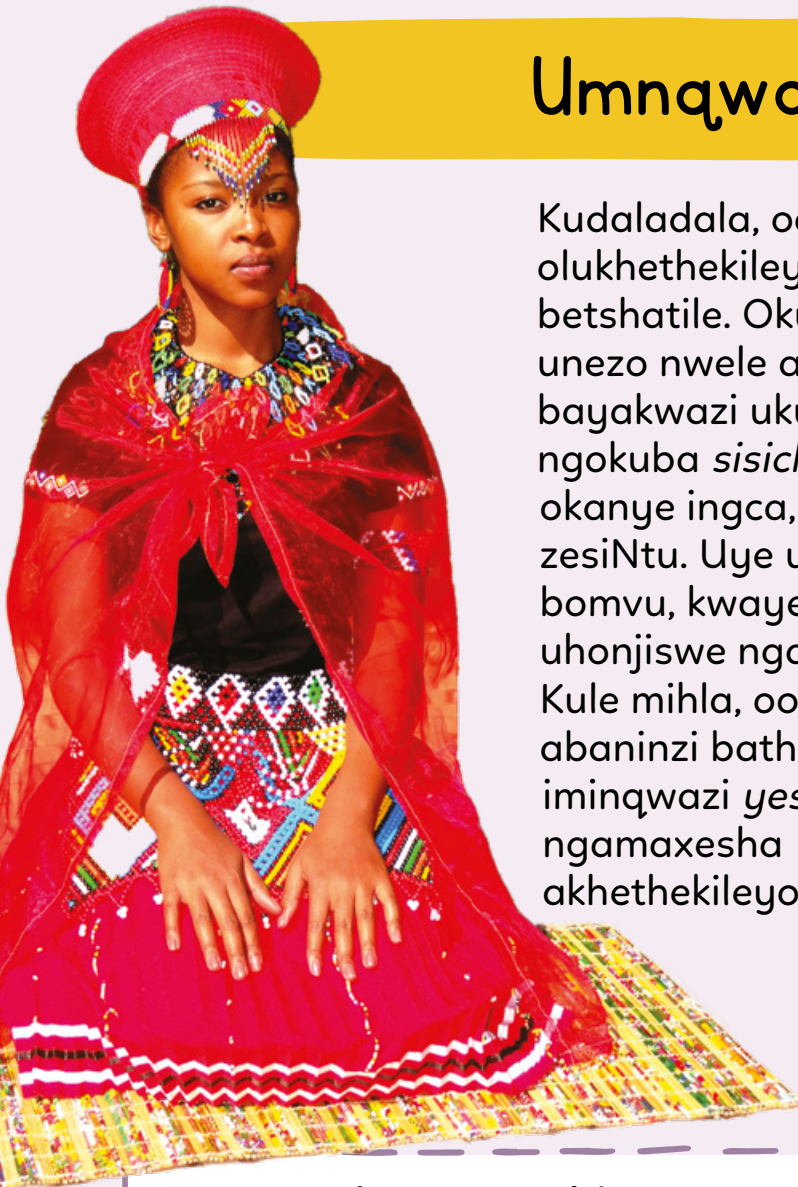 Umnqwa
Kudaladala, oo
olukhethekiley
betshatile. Oku
unezo nwele a
bayakwazi uku
ngokuba sisich
okanye ingca,
zesiNtu. Uye u
bomvu, kwaye
uhonjiswe nga
Kule mihla, oo
abaninzi bath
iminqwazi yes
ngamaxesha
akhethekileyo